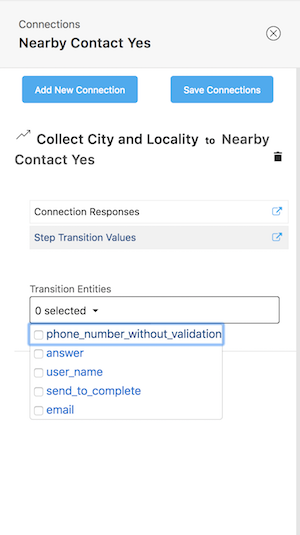 Connections
Nearby Contact Yes
Add New Connection
Save Connections
Collect City and Locality to Nearby
Contact Yes
Connection Responses
Step Transition Values
Transition Entities
0 selected
phone_number_without_validation
answer
user_name
send_to_complete
email